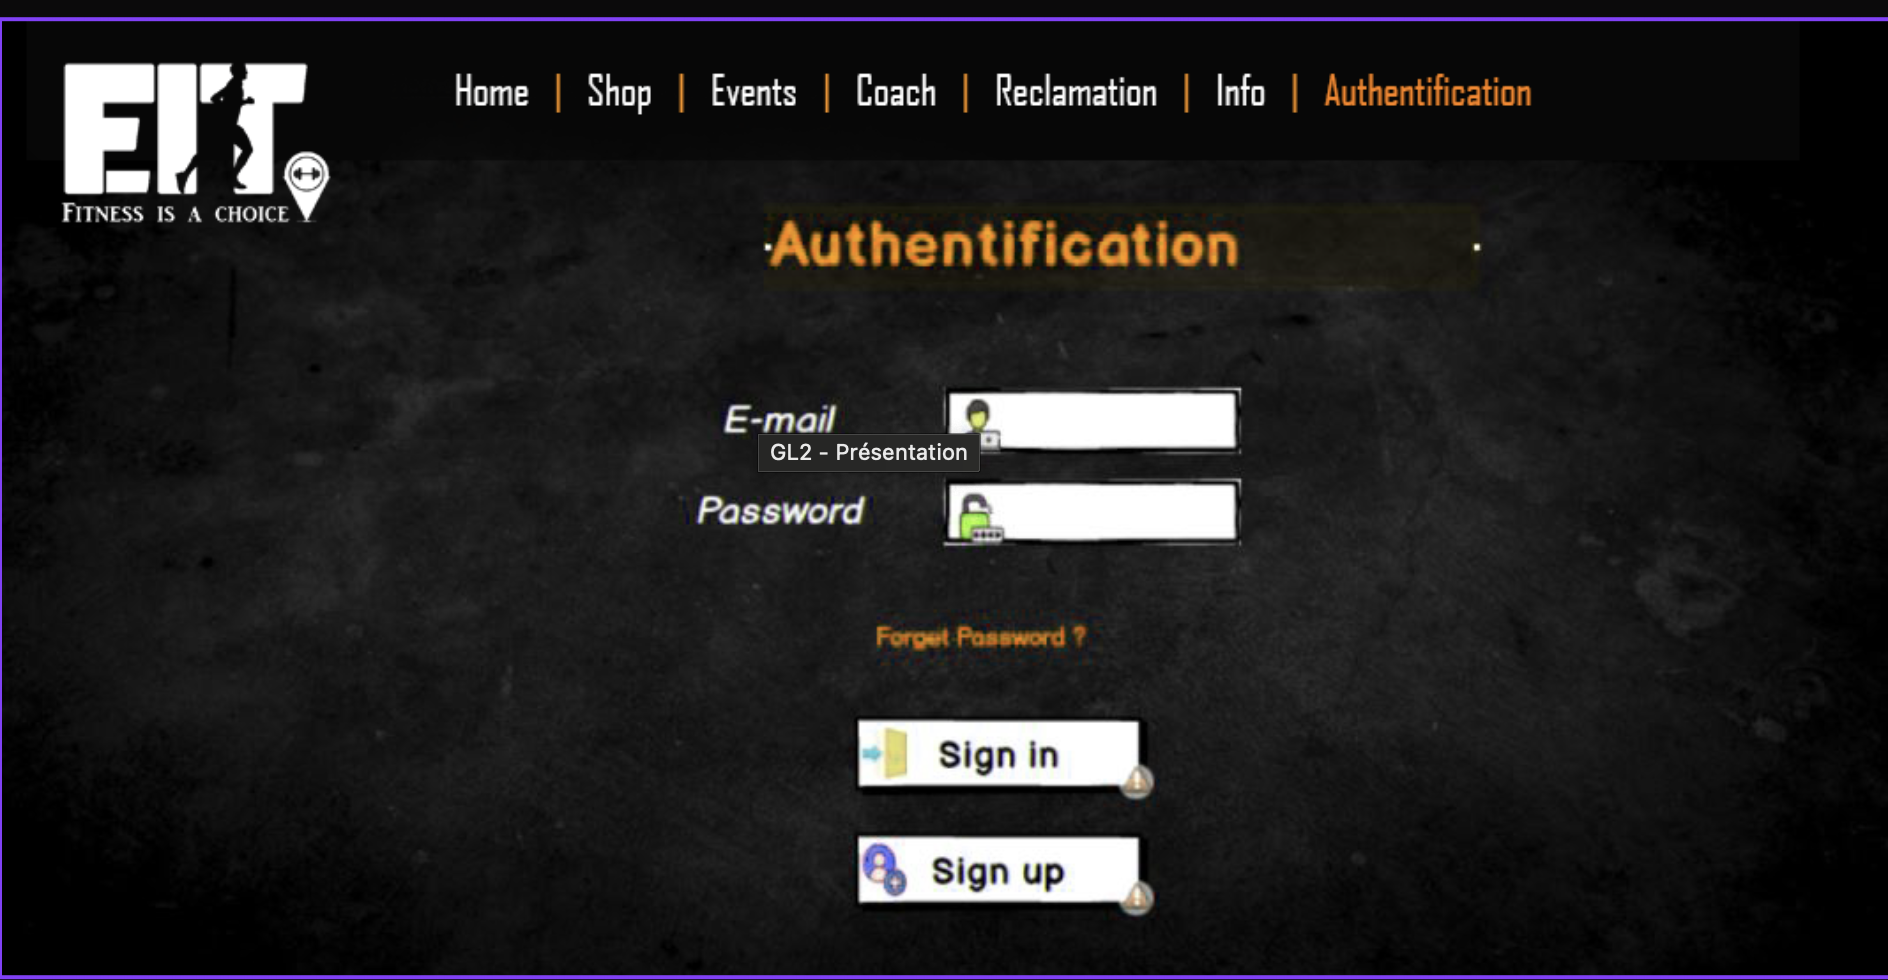 Home | Shop | Events | Coach | Reclamation | Info | Authentification
FIT
FITNESS IS A CHOICE
Authentification
E-mail
GL2 - Présentation
Password
Forget Password ?
Sign in
Sign up